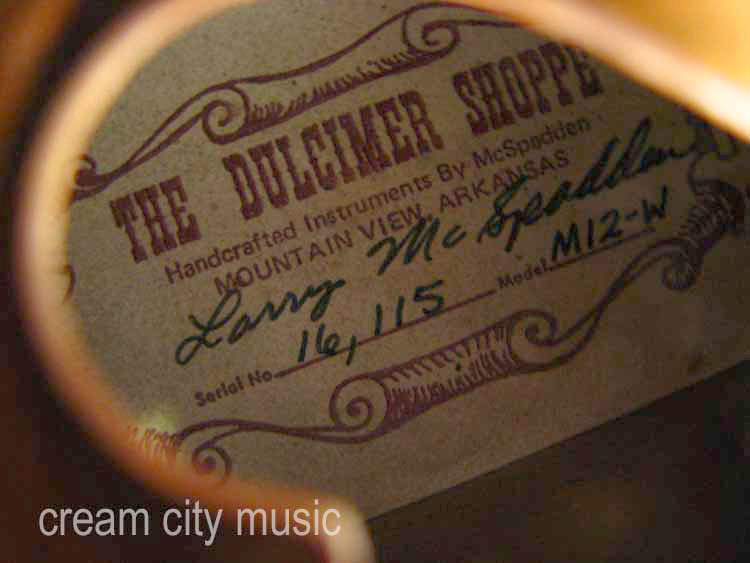 THE DULCIMER SHOPPE
Handcrafted Instruments By McSpadden
MOUNTAIN VIEW, ARKANSAS
Larry McSpadden
Serial No. 16,115 Model M12-W
cream city music